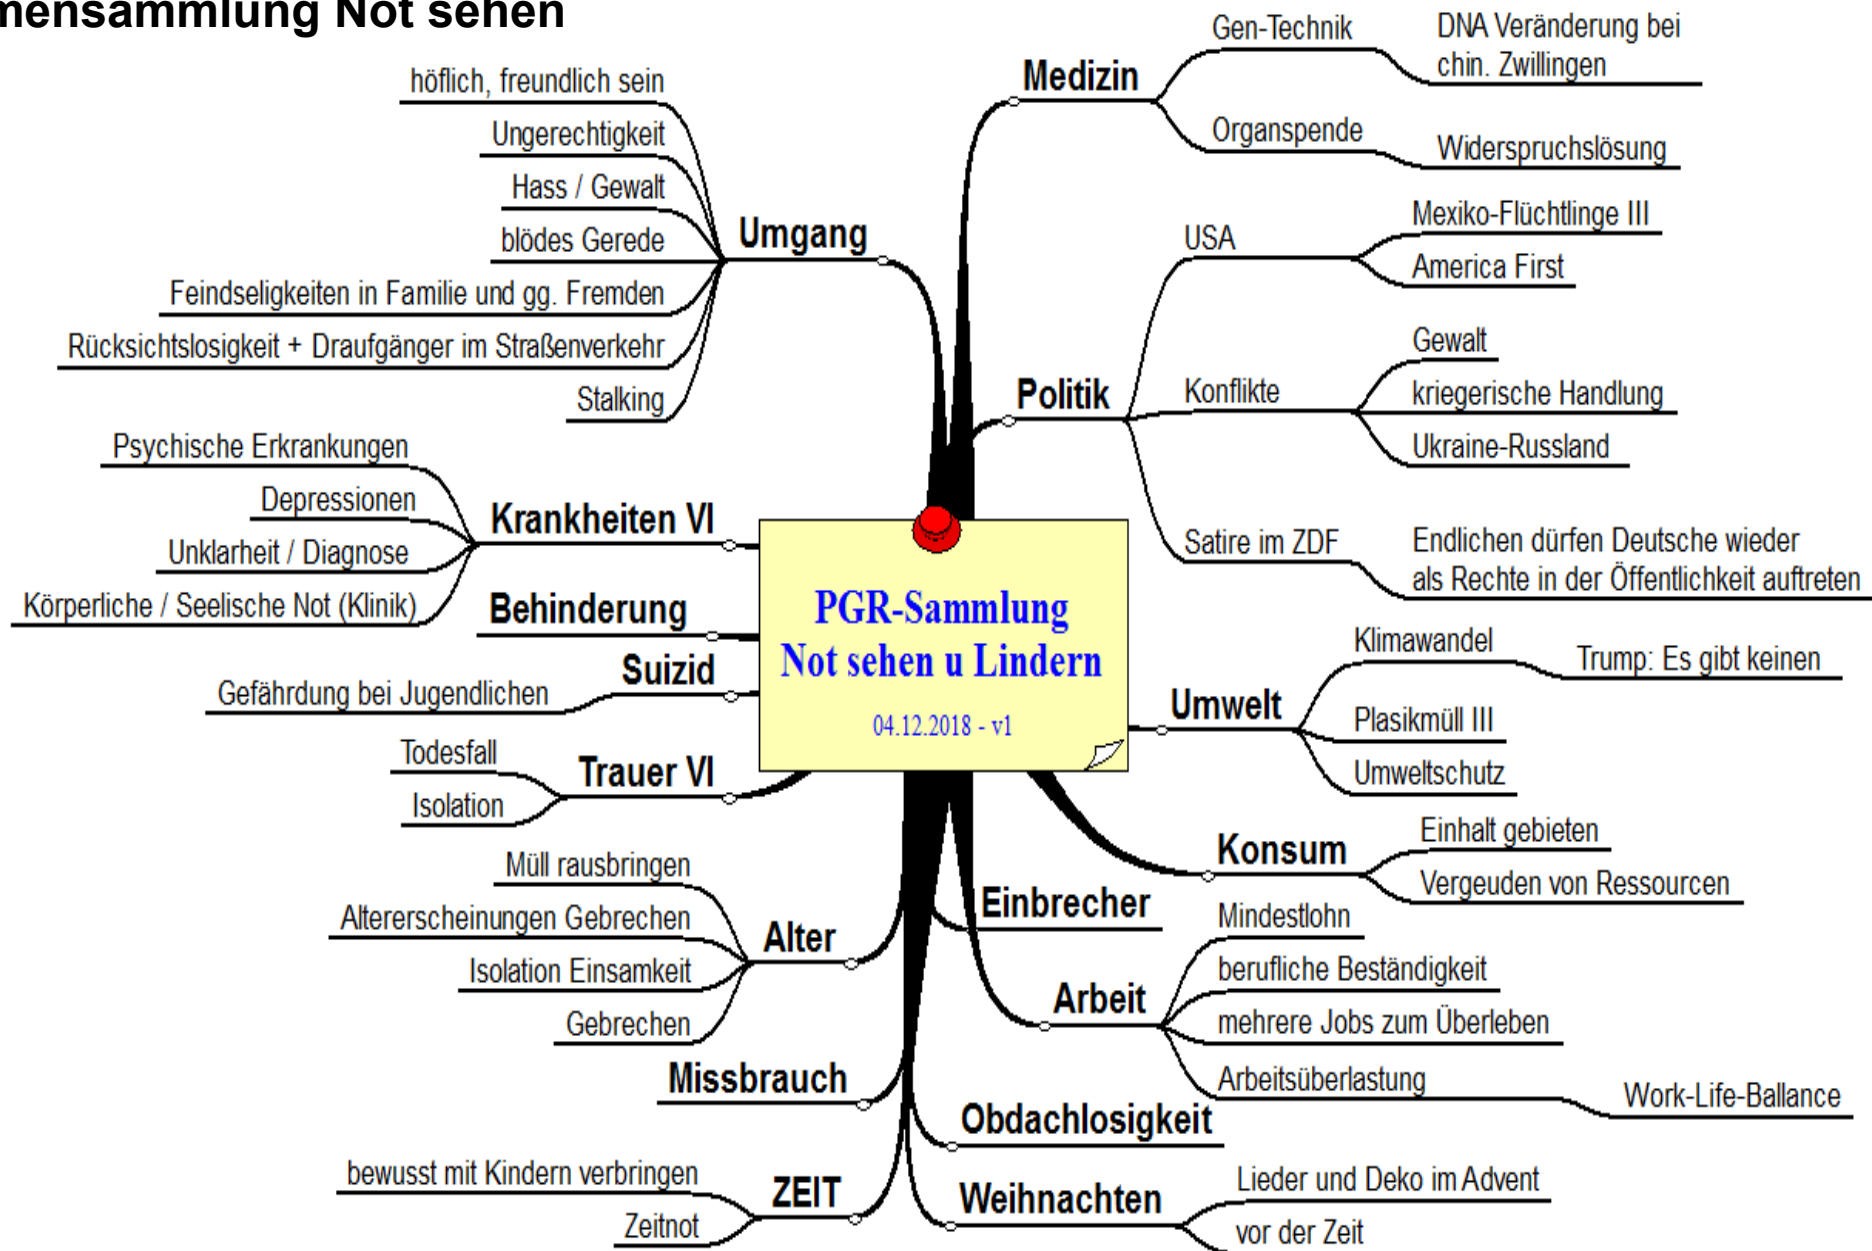 mensammlung Not sehen
höflich, freundlich sein
Ungerechtigkeit
Hass / Gewalt
blödes Gerede
Feindseligkeiten in Familie und gg. Fremden
Rücksichtslosigkeit + Draufgänger im Straßenverkehr
Stalking
Umgang
Psychische Erkrankungen
Depressionen
Unklarheit / Diagnose
Körperliche / Seelische Not (Klinik)
Krankheiten VI
Behinderung
Suizid
Gefährdung bei Jugendlichen
Todesfall
Isolation
Trauer VI
Müll rausbringen
Altererscheinungen Gebrechen
Isolation Einsamkeit
Gebrechen
Alter
Missbrauch
bewusst mit Kindern verbringen
Zeitnot
ZEIT
PGR-Sammlung
Not sehen u Lindern
04.12.2018 - v1
Medizin
Gen-Technik
DNA Veränderung bei
chin. Zwillingen
Organspende
Widerspruchslösung
Politik
USA
Mexiko-Flüchtlinge III
America First
Konflikte
Gewalt
kriegerische Handlung
Ukraine-Russland
Satire im ZDF
Endlichen dürfen Deutsche wieder
als Rechte in der Öffentlichkeit auftreten
Umwelt
Klimawandel
Trump: Es gibt keinen
Plasikmüll III
Umweltschutz
Konsum
Einhalt gebieten
Vergeuden von Ressourcen
Einbrecher
Arbeit
Mindestlohn
berufliche Beständigkeit
mehrere Jobs zum Überleben
Arbeitsüberlastung
Work-Life-Ballance
Obdachlosigkeit
Weihnachten
Lieder und Deko im Advent
vor der Zeit